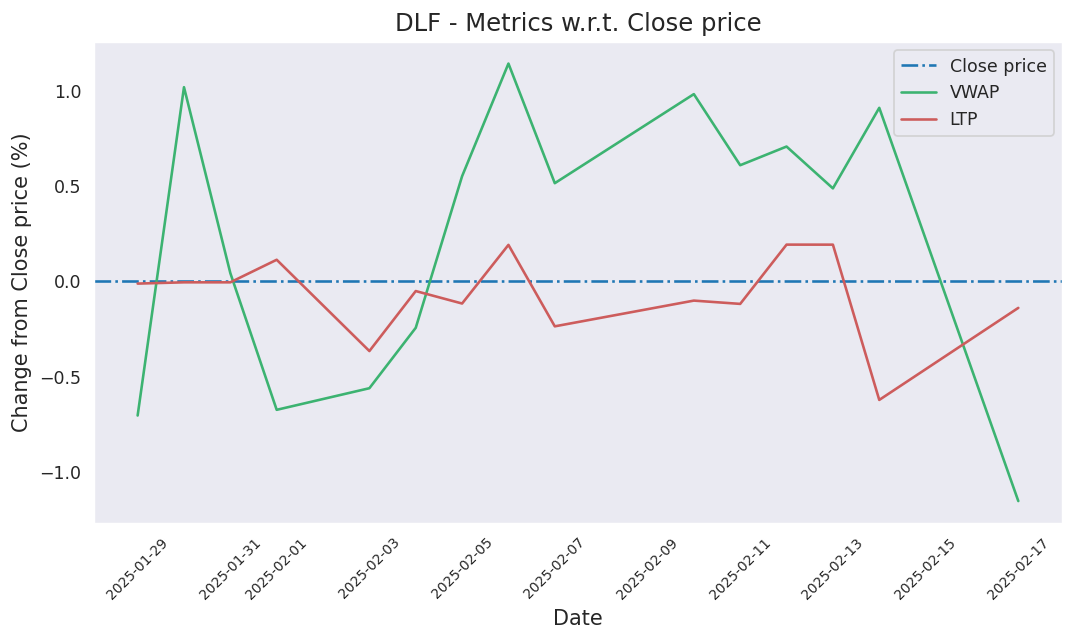 DLF - Metrics w.r.t. Close price
Close price
VWAP
LTP
Change from Close price (%)
1.0
0.5
0.0
−0.5
−1.0
2025-01-29
2025-01-31
2025-02-01
2025-02-03
2025-02-05
2025-02-07
2025-02-09
2025-02-11
2025-02-13
2025-02-15
2025-02-17
Date